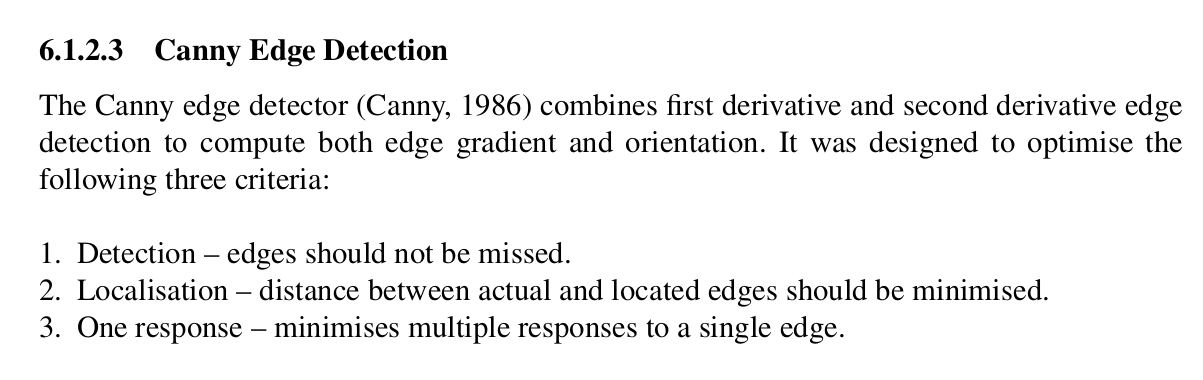 6.1.2.3 Canny Edge Detection
The Canny edge detector (Canny, 1986) combines first derivative and second derivative edge
detection to compute both edge gradient and orientation. It was designed to optimise the
following three criteria:
1. Detection – edges should not be missed.
2. Localisation – distance between actual and located edges should be minimised.
3. One response – minimises multiple responses to a single edge.